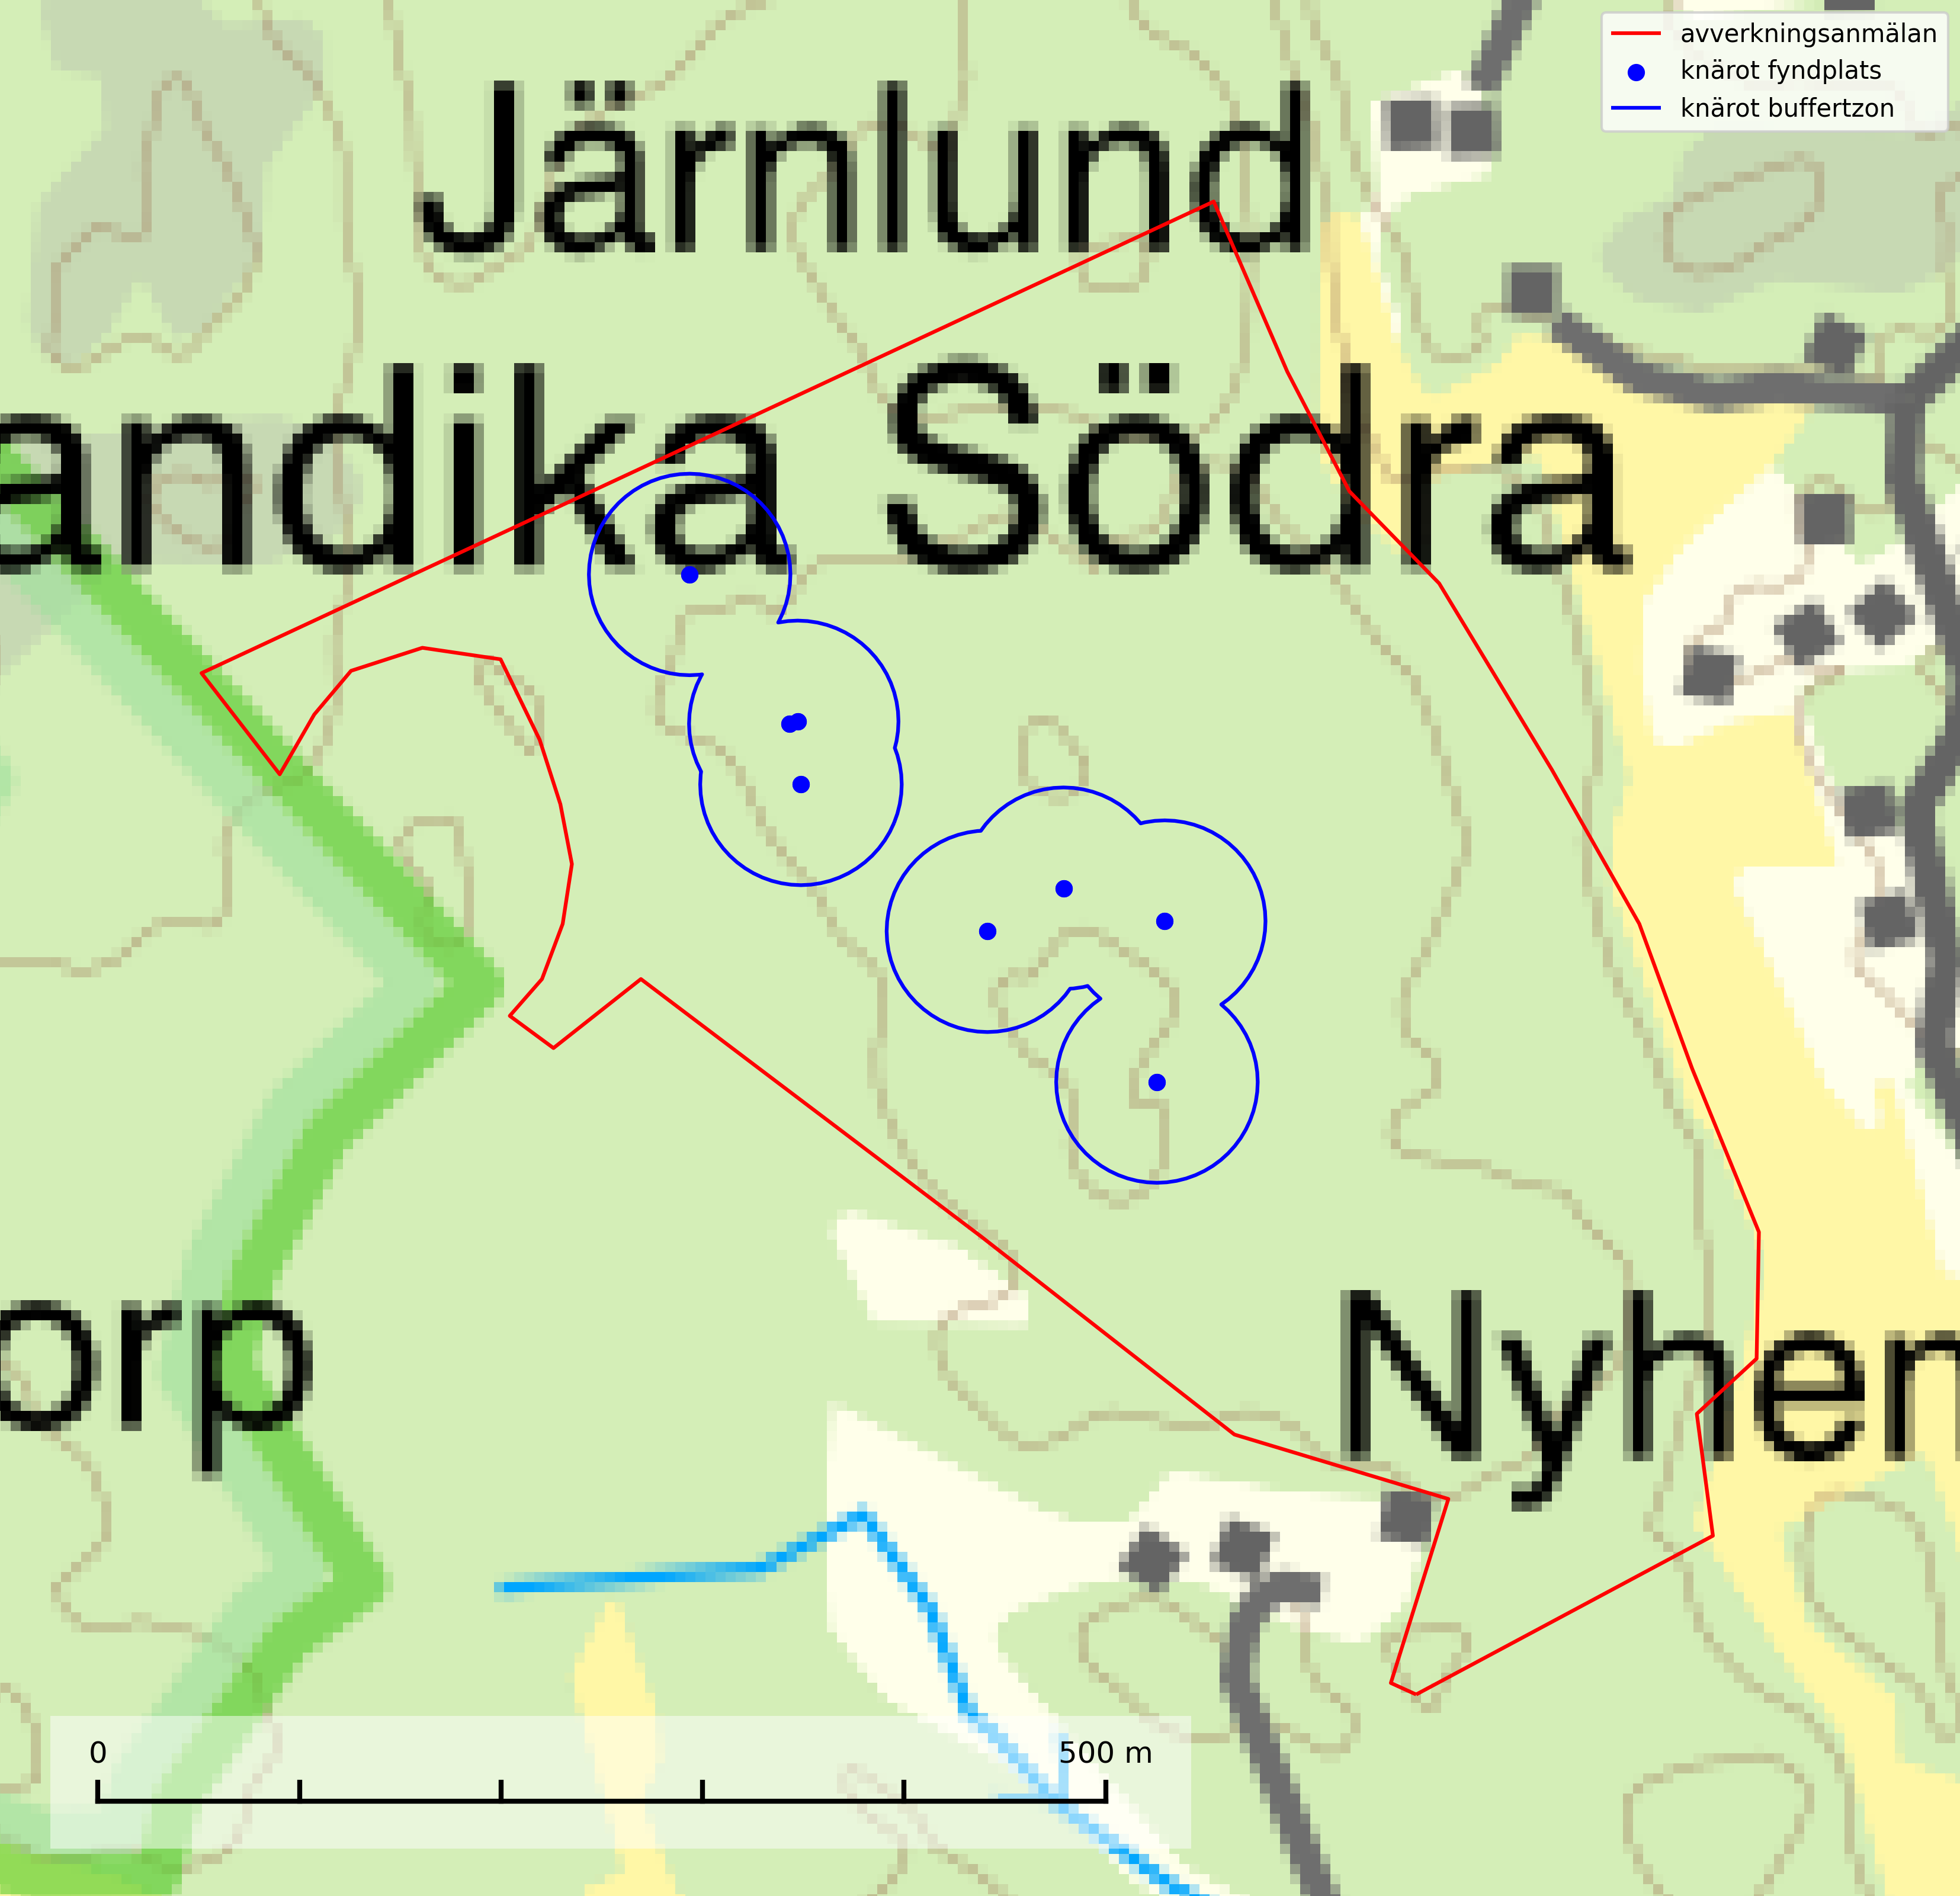 avverkningsanmälan
knärot fyndplats
knärot buffertzon
Järnlund
andika Södra
orp
Nyhem
0 500 m